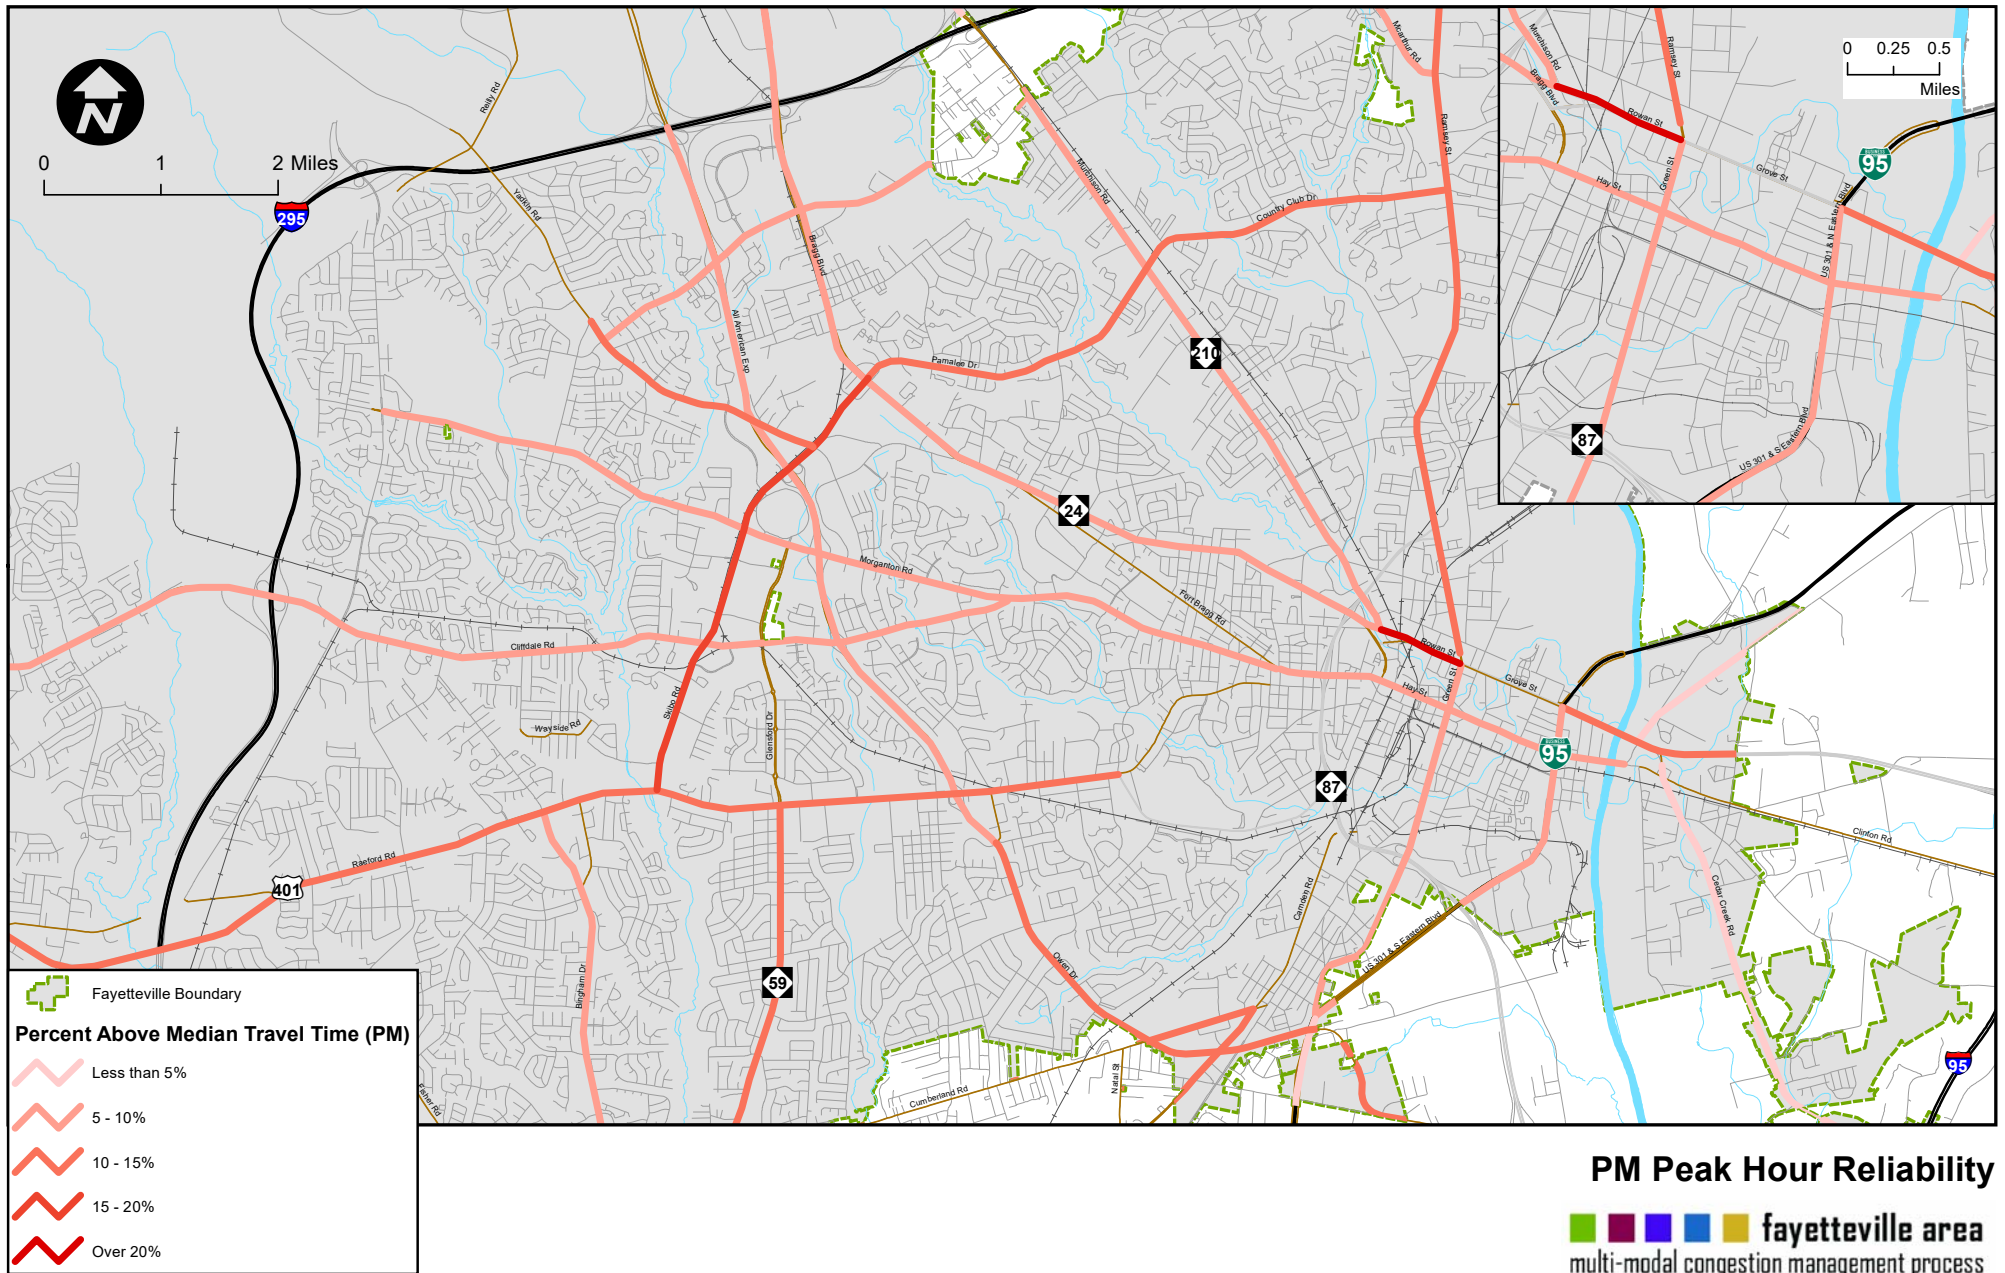 Reilly Rd
Mcarthur Rd
Ramsey St
0 1 2 Miles
295
Yadkin Rd
Murchison Rd
Country Club Dr
Bragg Blvd
All American Exp
Pamalee Dr
210
24
Morganton Rd
Fort Bragg Rd
Cliffdale Rd
Rowan St
Hay St
Green St
Grove St
Skibo Rd
Wayside Rd
Glensford Dr
BUSINESS
95
87
Clinton Rd
Raeford Rd
401
Camden Rd
Cedar Creek Rd
US 301 & S Eastern Blvd
Owen Dr
Bingham Dr
59
95
Fisher Rd
Cumberland Rd
Natal St
Murchison Rd
Ramsey St
0 0.25 0.5
Miles
Bragg Blvd
Rowan St
BUSINESS
95
Grove St
Hay St
Green St
US 301 & N Eastern Blvd
87
US 301 & S Eastern Blvd
Fayetteville Boundary
Percent Above Median Travel Time (PM)
Less than 5%
5 - 10%
10 - 15%
15 - 20%
Over 20%
PM Peak Hour Reliability
fayetteville area
multi-modal congestion management process